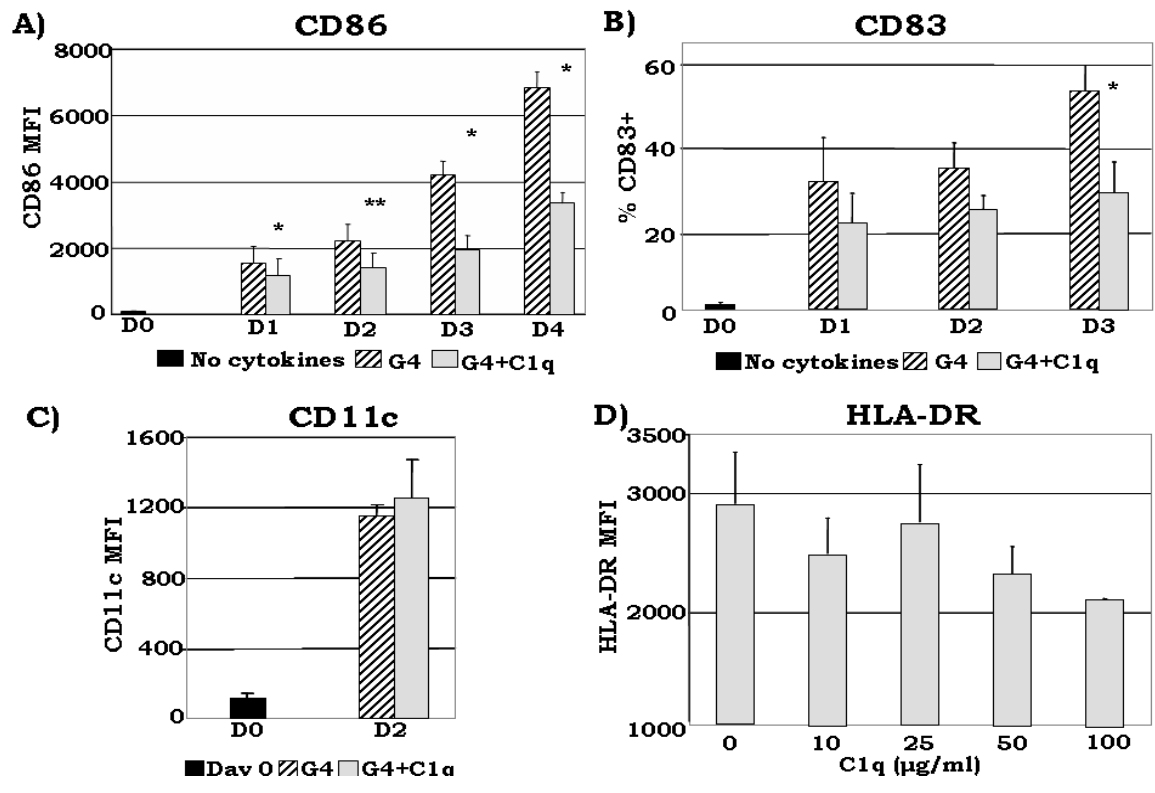 A) CD86
8000
6000
4000
2000
0
CD86 MFI
* ** * *
D0 D1 D2 D3 D4
No cytokines G4 G4+C1q
B) CD83
60
40
20
0
% CD83+
*
D0 D1 D2 D3
No cytokines G4 G4+C1q
C) CD11c
1600
1200
800
400
0
CD11c MFI
D0 D2
Day 0 G4 G4+C1q
D) HLA-DR
3500
3000
2000
1000
HLA-DR MFI
0 10 25 50 100
C1q (µg/ml)